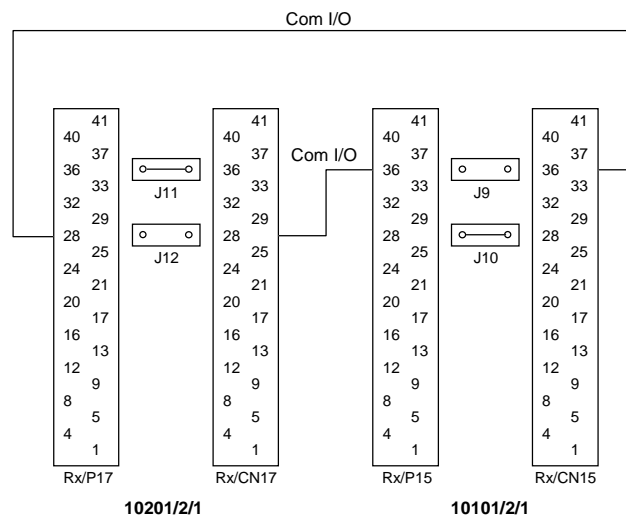 Com I/O
41 41 41 41
40 40 40 40
37 37 Com I/O 37 37
36 36 36 36
33 J11 33 33 J9 33
32 32 32 32
29 29 29 29
28 28 28 28
25 J12 25 25 J10 25
24 24 24 24
21 21 21 21
20 20 20 20
17 17 17 17
16 16 16 16
13 13 13 13
12 12 12 12
9 9 9 9
8 8 8 8
5 5 5 5
4 4 4 4
1 1 1 1
Rx/P17 Rx/CN17 Rx/P15 Rx/CN15
10201/2/1 10101/2/1